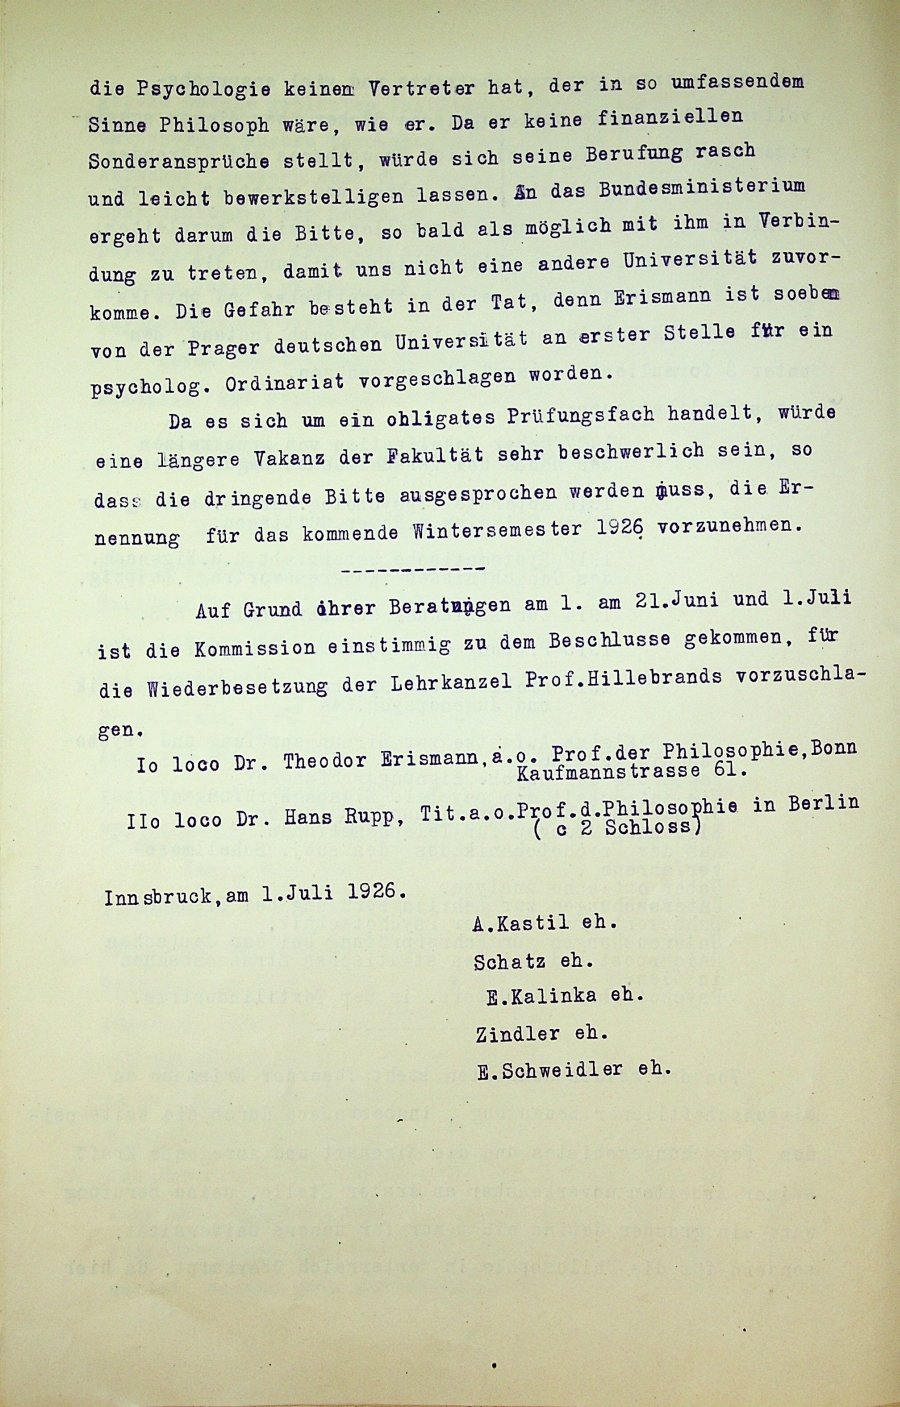 die Psychologie keinen Vertreter hat, der in so umfassendem
Sinne Philosoph wäre, wie er. Da er keine finanziellen
Sonderansprüche stellt, würde sich seine Berufung rasch
und leicht bewerkstelligen lassen. An das Bundesministerium
ergeht darum die Bitte, so bald als möglich mit ihm in Verbin-
dung zu treten, damit uns nicht eine andere Universität zuvor-
komme. Die Gefahr besteht in der Tat, denn Erismann ist soeben
von der Prager deutschen Universität an erster Stelle für ein
psycholog. Ordinariat vorgeschlagen worden.
Da es sich um ein obligates Prüfungsfach handelt, würde
eine längere Vakanz der Fakultät sehr beschwerlich sein, so
dass die dringende Bitte ausgesprochen werden muss, die Er-
nennung für das kommende Wintersemester 1926 vorzunehmen.
------------
Auf Grund ihrer Beratungen am 1. am 21.Juni und 1.Juli
ist die Kommission einstimmig zu dem Beschlusse gekommen, für
die Wiederbesetzung der Lehrkanzel Prof.Hillebrands vorzuschla-
gen.
Io loco Dr. Theodor Erismann,a.o. Prof.der Philosophie,Bonn
Kaufmannstrasse 61.
IIo loco Dr. Hans Rupp, Tit.a.o.Prof.d.Philosophie in Berlin
( c 2 Schloss)
Innsbruck,am 1.Juli 1926.
A.Kastil eh.
Schatz eh.
E.Kalinka eh.
Zindler eh.
E.Schweidler eh.